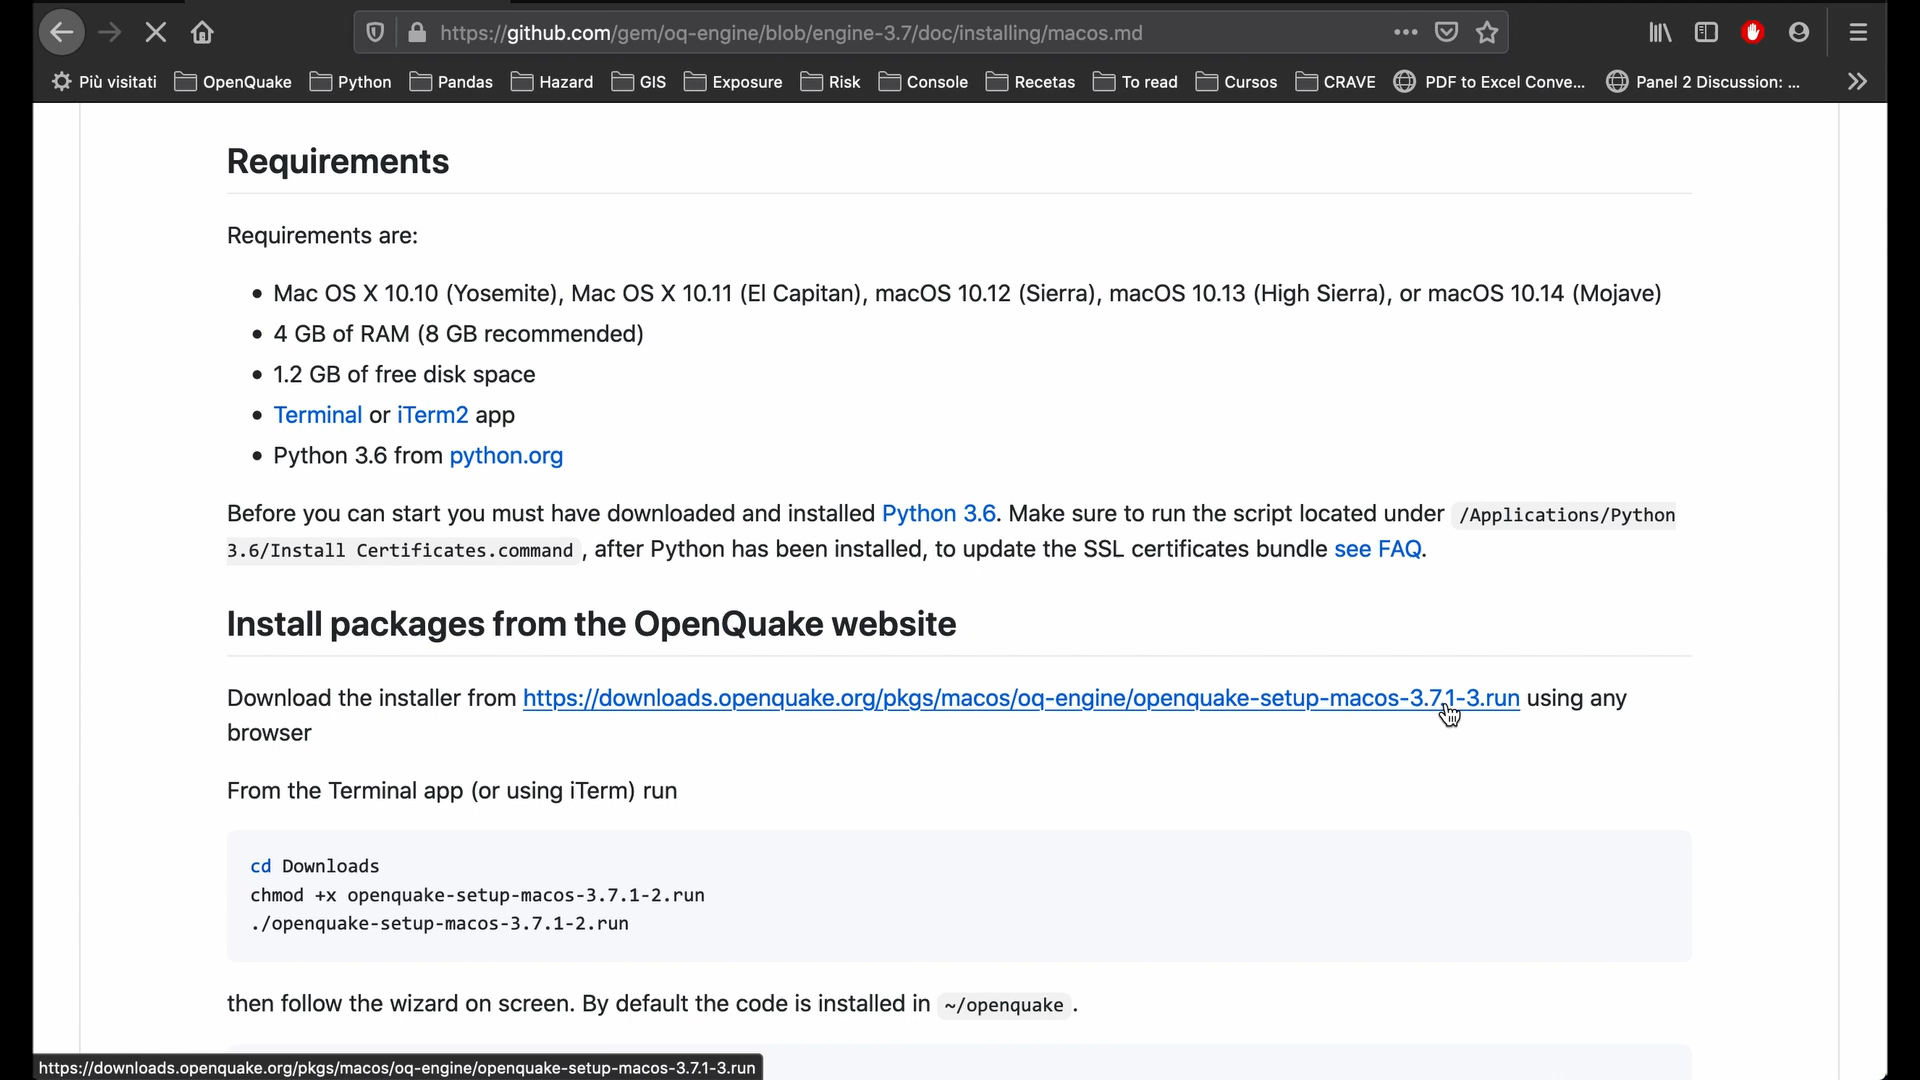 https://github.com/gem/oq-engine/blob/engine-3.7/doc/installing/macos.md
Più visitati OpenQuake Python Pandas Hazard GIS Exposure Risk Console Recetas To read Cursos CRAVE PDF to Excel Conve... Panel 2 Discussion: ...
Requirements
Requirements are:
• Mac OS X 10.10 (Yosemite), Mac OS X 10.11 (El Capitan), macOS 10.12 (Sierra), macOS 10.13 (High Sierra), or macOS 10.14 (Mojave)
• 4 GB of RAM (8 GB recommended)
• 1.2 GB of free disk space
• Terminal or iTerm2 app
• Python 3.6 from python.org
Before you can start you must have downloaded and installed Python 3.6. Make sure to run the script located under /Applications/Python
3.6/Install Certificates.command , after Python has been installed, to update the SSL certificates bundle see FAQ.
Install packages from the OpenQuake website
Download the installer from https://downloads.openquake.org/pkgs/macos/oq-engine/openquake-setup-macos-3.7.1-3.run using any
browser
From the Terminal app (or using iTerm) run
cd Downloads
chmod +x openquake-setup-macos-3.7.1-2.run
./openquake-setup-macos-3.7.1-2.run
then follow the wizard on screen. By default the code is installed in ~/openquake .
https://downloads.openquake.org/pkgs/macos/oq-engine/openquake-setup-macos-3.7.1-3.run